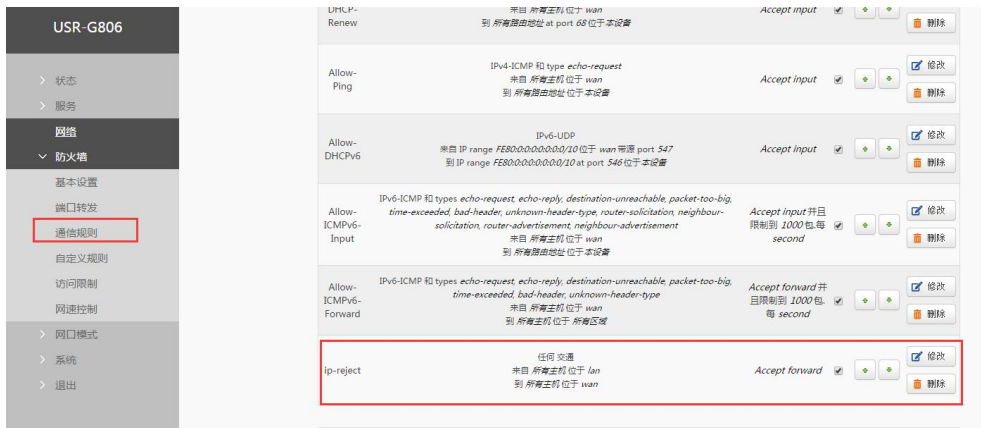 USR-G806
状态
服务
网络
防火墙
基本设置
端口转发
通信规则
自定义规则
访问限制
网速控制
网口模式
系统
退出
DHCP-
Renew
来自 所有主机 位于 wan
到 所有路由地址 at port 68 位于 本设备
Accept input
删除
Allow-
Ping
IPv4-ICMP 和 type echo-request
来自 所有主机 位于 wan
到 所有路由地址 位于 本设备
Accept input
修改
删除
Allow-
DHCPv6
IPv6-UDP
来自 IP range FE80:0:0:0:0:0:0:0/10 位于 wan 带源 port 547
到 IP range FE80:0:0:0:0:0:0:0/10 at port 546 位于 本设备
Accept input
修改
删除
Allow-
ICMPv6-
Input
IPv6-ICMP 和 types echo-request, echo-reply, destination-unreachable, packet-too-big,
time-exceeded, bad-header, unknown-header-type, router-solicitation, neighbour-
solicitation, router-advertisement, neighbour-advertisement
来自 所有主机 位于 wan
到 所有路由地址 位于 本设备
Accept input 并且
限制到 1000 包.每
second
修改
删除
Allow-
ICMPv6-
Forward
IPv6-ICMP 和 types echo-request, echo-reply, destination-unreachable, packet-too-big,
time-exceeded, bad-header, unknown-header-type
来自 所有主机 位于 wan
到 所有主机 位于 所有区域
Accept forward 并
且限制到 1000 包.
每 second
修改
删除
ip-reject
任何 交通
来自 所有主机 位于 lan
到 所有主机 位于 wan
Accept forward
修改
删除